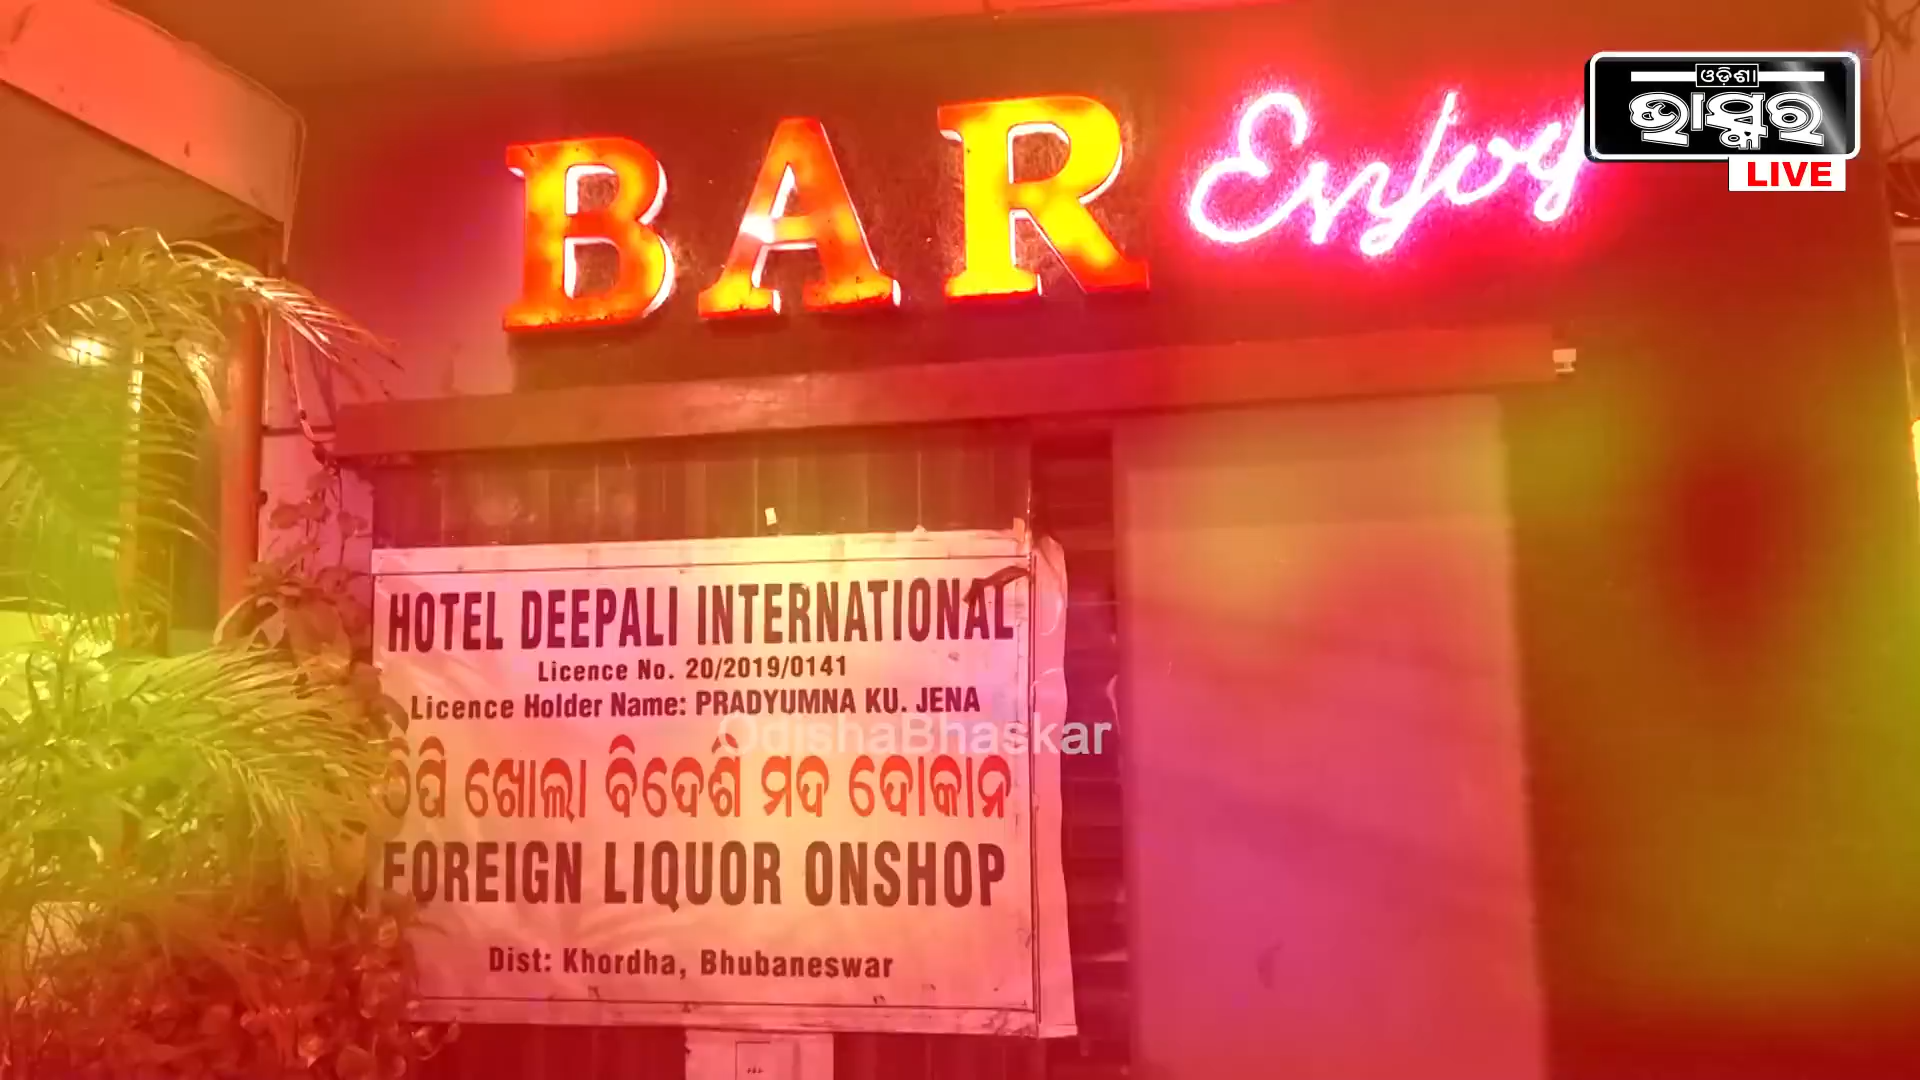 BAR Enjoy
ଓଡ଼ିଶା
ଭାସ୍କର
LIVE
HOTEL DEEPALI INTERNATIONAL
Licence No. 20/2019/0141
Licence Holder Name: PRADYUMNA KU. JENA
OdishaBhaskar
ଠିପି ଖୋଲା ବିଦେଶି ମଦ ଦୋକାନ
FOREIGN LIQUOR ONSHOP
Dist: Khordha, Bhubaneswar